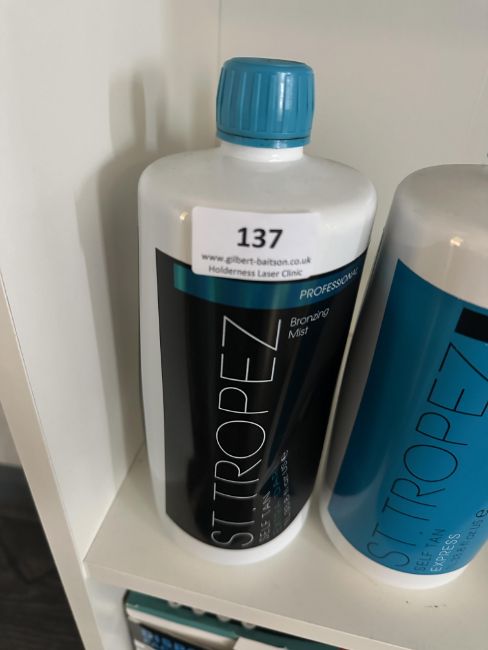 137
www.gilbert-baitson.co.uk
Holderness Laser Clinic
PROFESSIONAL
Bronzing
Mist
ST.TROPEZ
SELF TAN
ST.TROPEZ
SELF TAN
EXPRESS